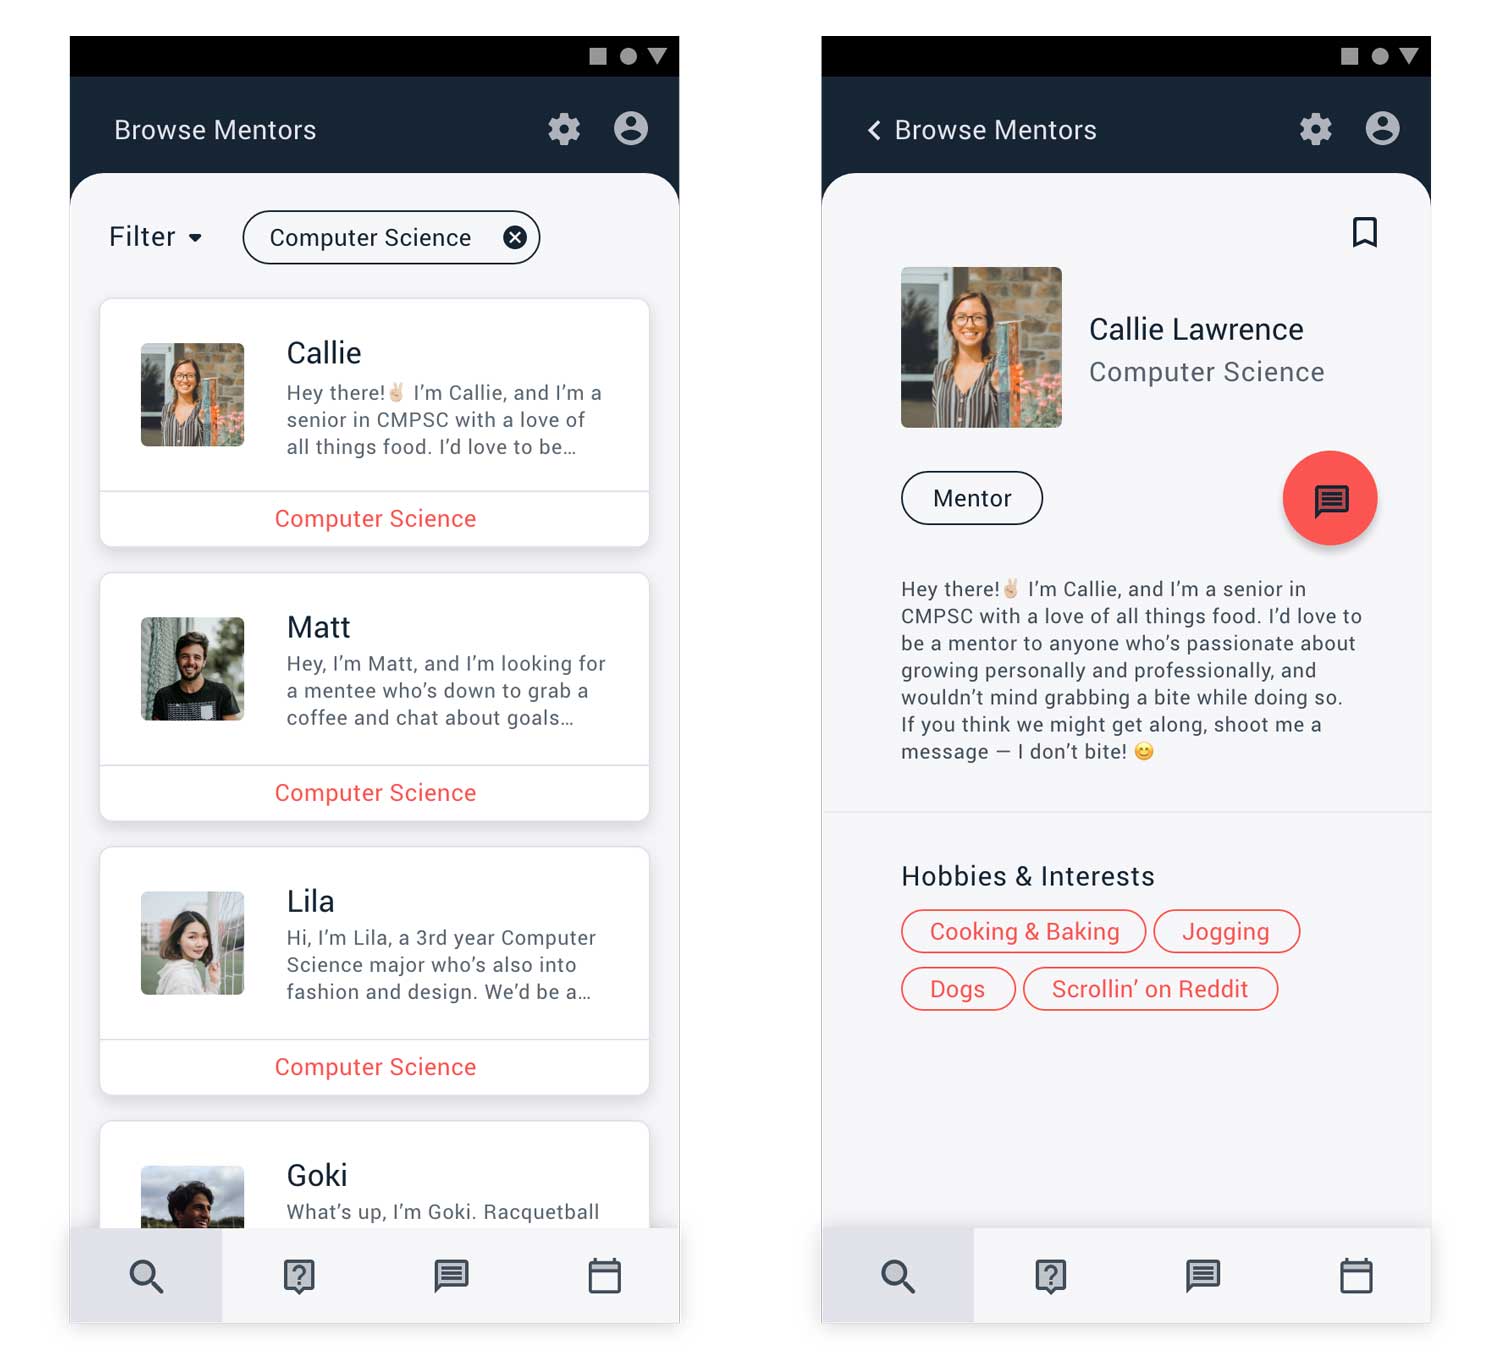 Browse Mentors
Filter
Computer Science
Callie
Hey there!✌🏻 I’m Callie, and I’m a
senior in CMPSC with a love of
all things food. I’d love to be…
Computer Science
Matt
Hey, I’m Matt, and I’m looking for
a mentee who’s down to grab a
coffee and chat about goals…
Computer Science
Lila
Hi, I’m Lila, a 3rd year Computer
Science major who’s also into
fashion and design. We’d be a…
Computer Science
Goki
What’s up, I’m Goki. Racquetball
Browse Mentors
Callie Lawrence
Computer Science
Mentor
Hey there!✌🏻 I’m Callie, and I’m a senior in
CMPSC with a love of all things food. I’d love to
be a mentor to anyone who’s passionate about
growing personally and professionally, and
wouldn’t mind grabbing a bite while doing so.
If you think we might get along, shoot me a
message — I don’t bite! 😊
Hobbies & Interests
Cooking & Baking
Jogging
Dogs
Scrollin’ on Reddit